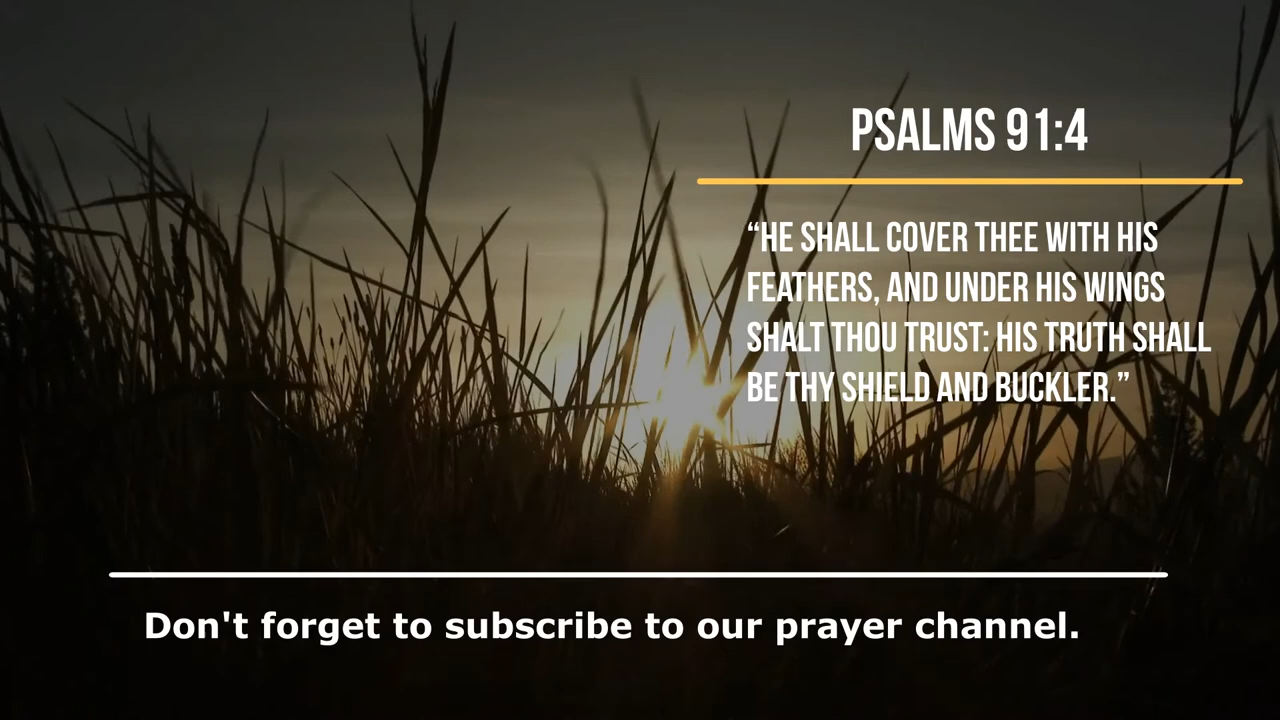 PSALMS 91:4
“HE SHALL COVER THEE WITH HIS
FEATHERS, AND UNDER HIS WINGS
SHALT THOU TRUST: HIS TRUTH SHALL
BE THY SHIELD AND BUCKLER.”
Don't forget to subscribe to our prayer channel.